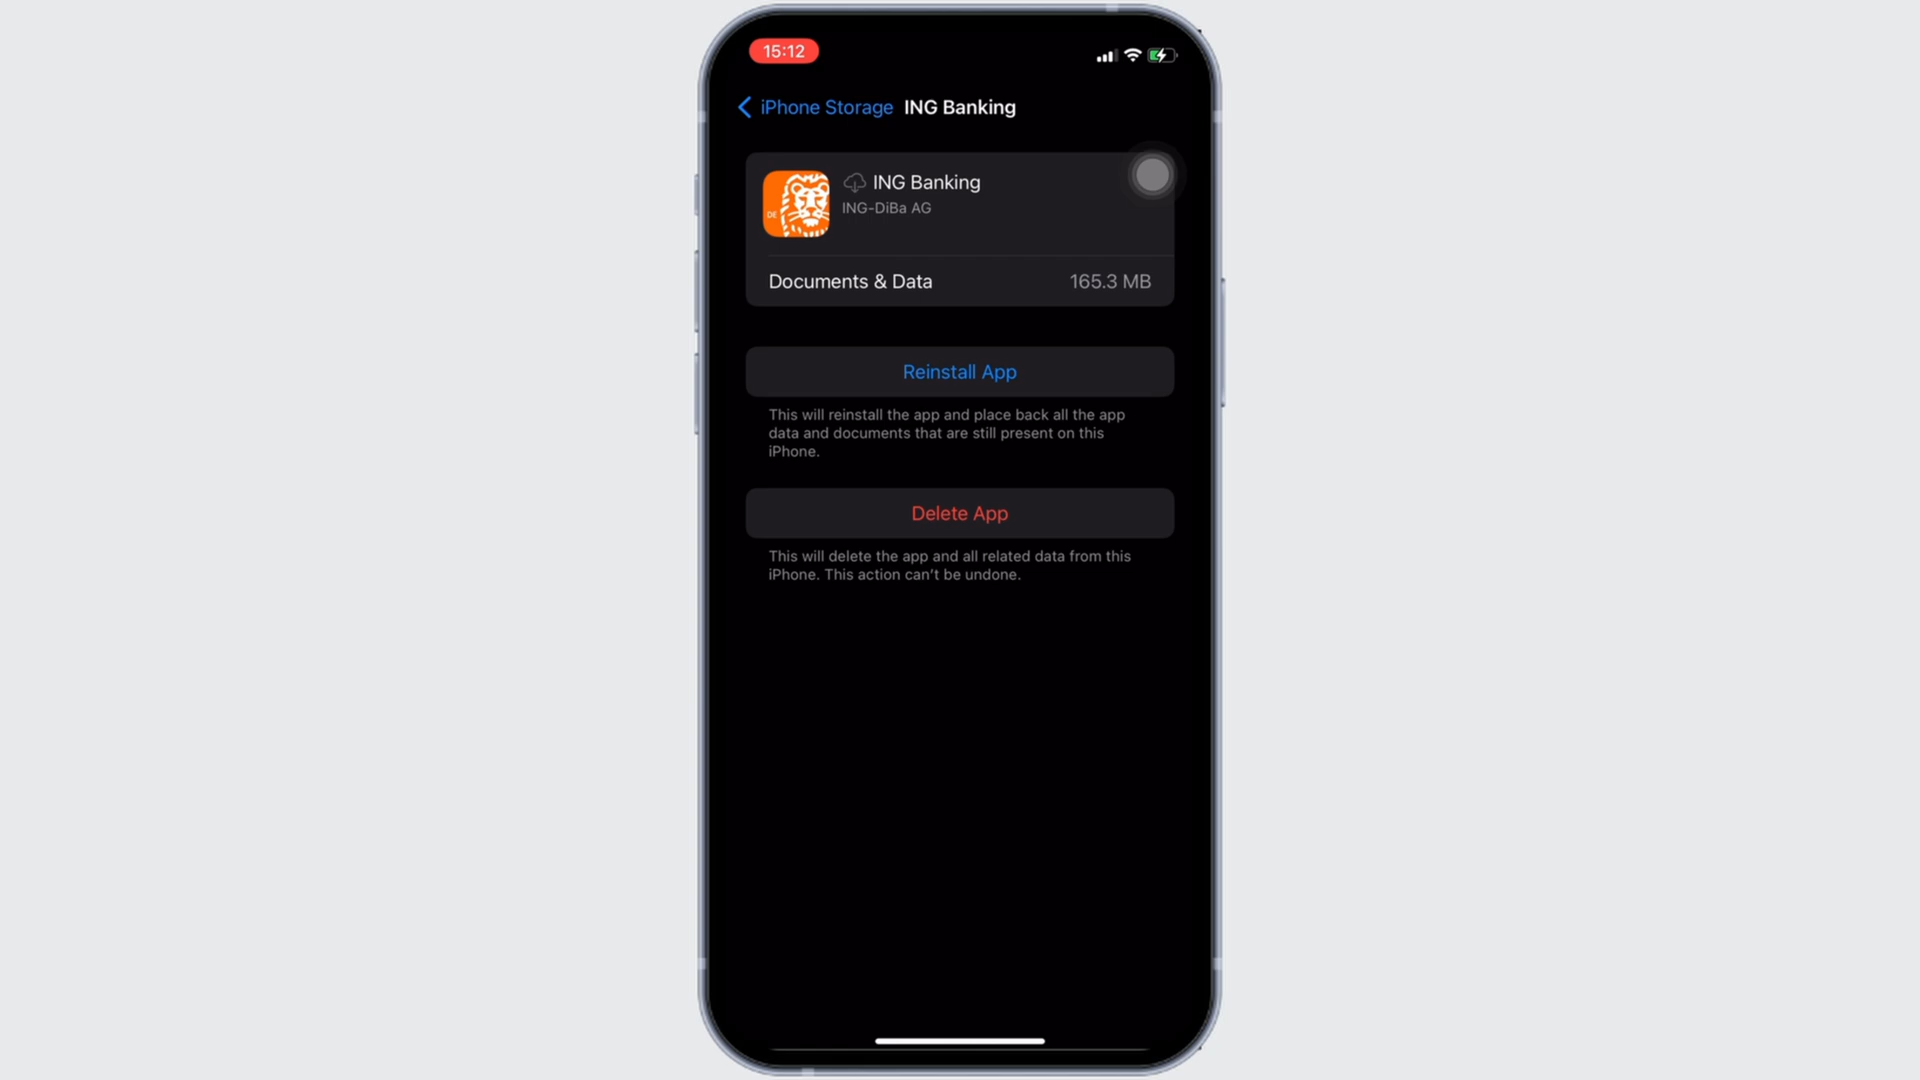 15:12
iPhone Storage ING Banking
ING Banking
ING-DiBa AG
DE
Documents & Data 165.3 MB
Reinstall App
This will reinstall the app and place back all the app
data and documents that are still present on this
iPhone.
Delete App
This will delete the app and all related data from this
iPhone. This action can't be undone.